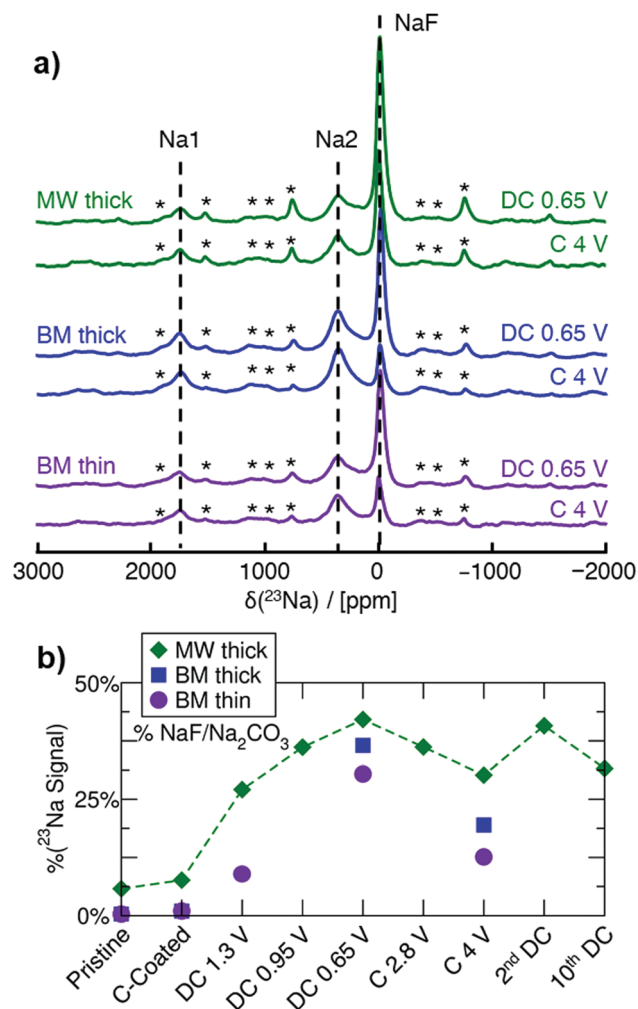 a)
NaF
Na1
Na2
* * * * * * * *
MW thick
DC 0.65 V
* * * * * * * *
C 4 V
* * * * * * * *
BM thick
DC 0.65 V
* * * * * * * *
C 4 V
* * * * * * * *
BM thin
DC 0.65 V
* * * * * * * *
C 4 V
3000 2000 1000 0 −1000 −2000
δ(²³Na) / [ppm]
b)
MW thick
BM thick
BM thin
% NaF/Na₂CO₃
50%
25%
0%
%(²³Na Signal)
Pristine
C-Coated
DC 1.3 V
DC 0.95 V
DC 0.65 V
C 2.8 V
C 4 V
2ⁿᵈ DC
10ᵗʰ DC